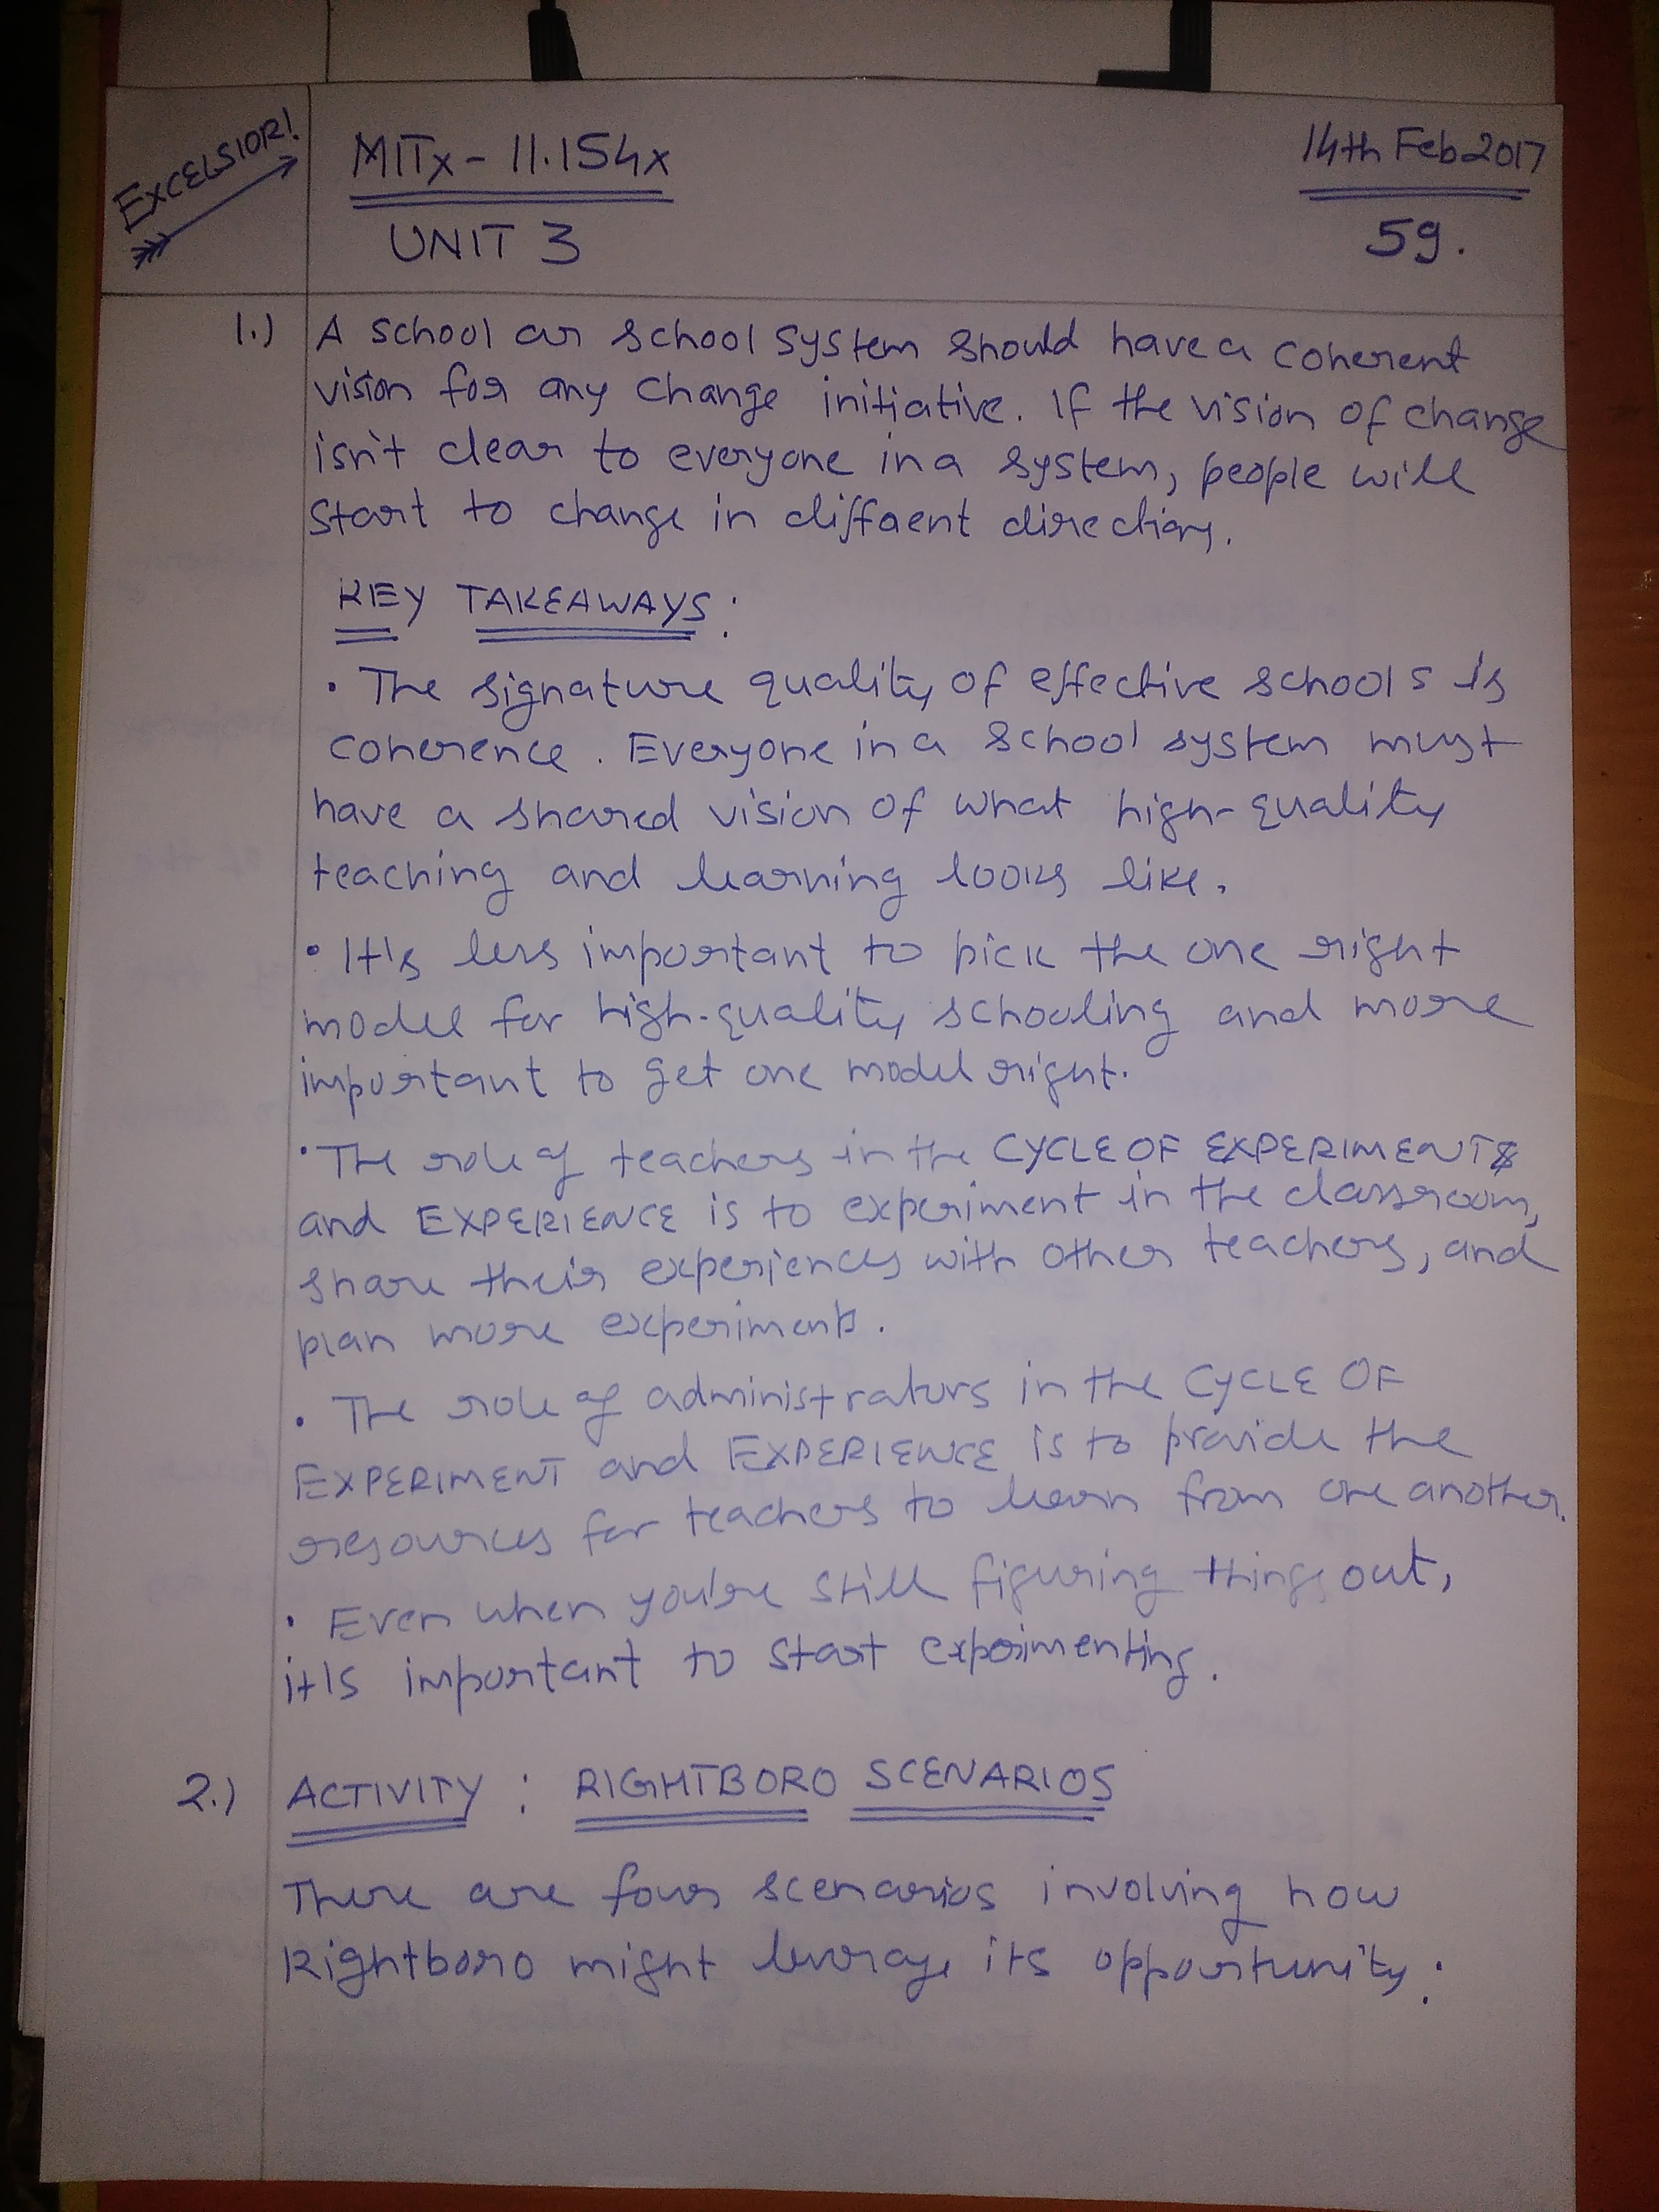 EXCELSIOR!
MITx - 11.154x
14th Feb 2017
UNIT 3
59.
1.) A school or school system should have a coherent
vision for any change initiative. If the vision of change
isn't clear to everyone in a system, people will
start to change in diffaent directions.
KEY TAKEAWAYS:
• The signature quality of effective schools is
coherence. Everyone in a school system must
have a shared vision of what high-quality
teaching and learning looks like.
• It's less important to pick the one right
model for high-quality schooling and more
important to get one model right.
• The role of teachers in the CYCLE OF EXPERIMENT
and EXPERIENCE is to experiment in the classroom,
share their experiences with other teachers, and
plan more experiments.
• The role of administrators in the CYCLE OF
EXPERIMENT and EXPERIENCE is to provide the
resources for teachers to learn from one another.
• Even when you're still figuring things out,
it's important to start experimenting.
2.) ACTIVITY : RIGHTBORO SCENARIOS
There are four scenarios involving how
Rightboro might leverage its opportunity: